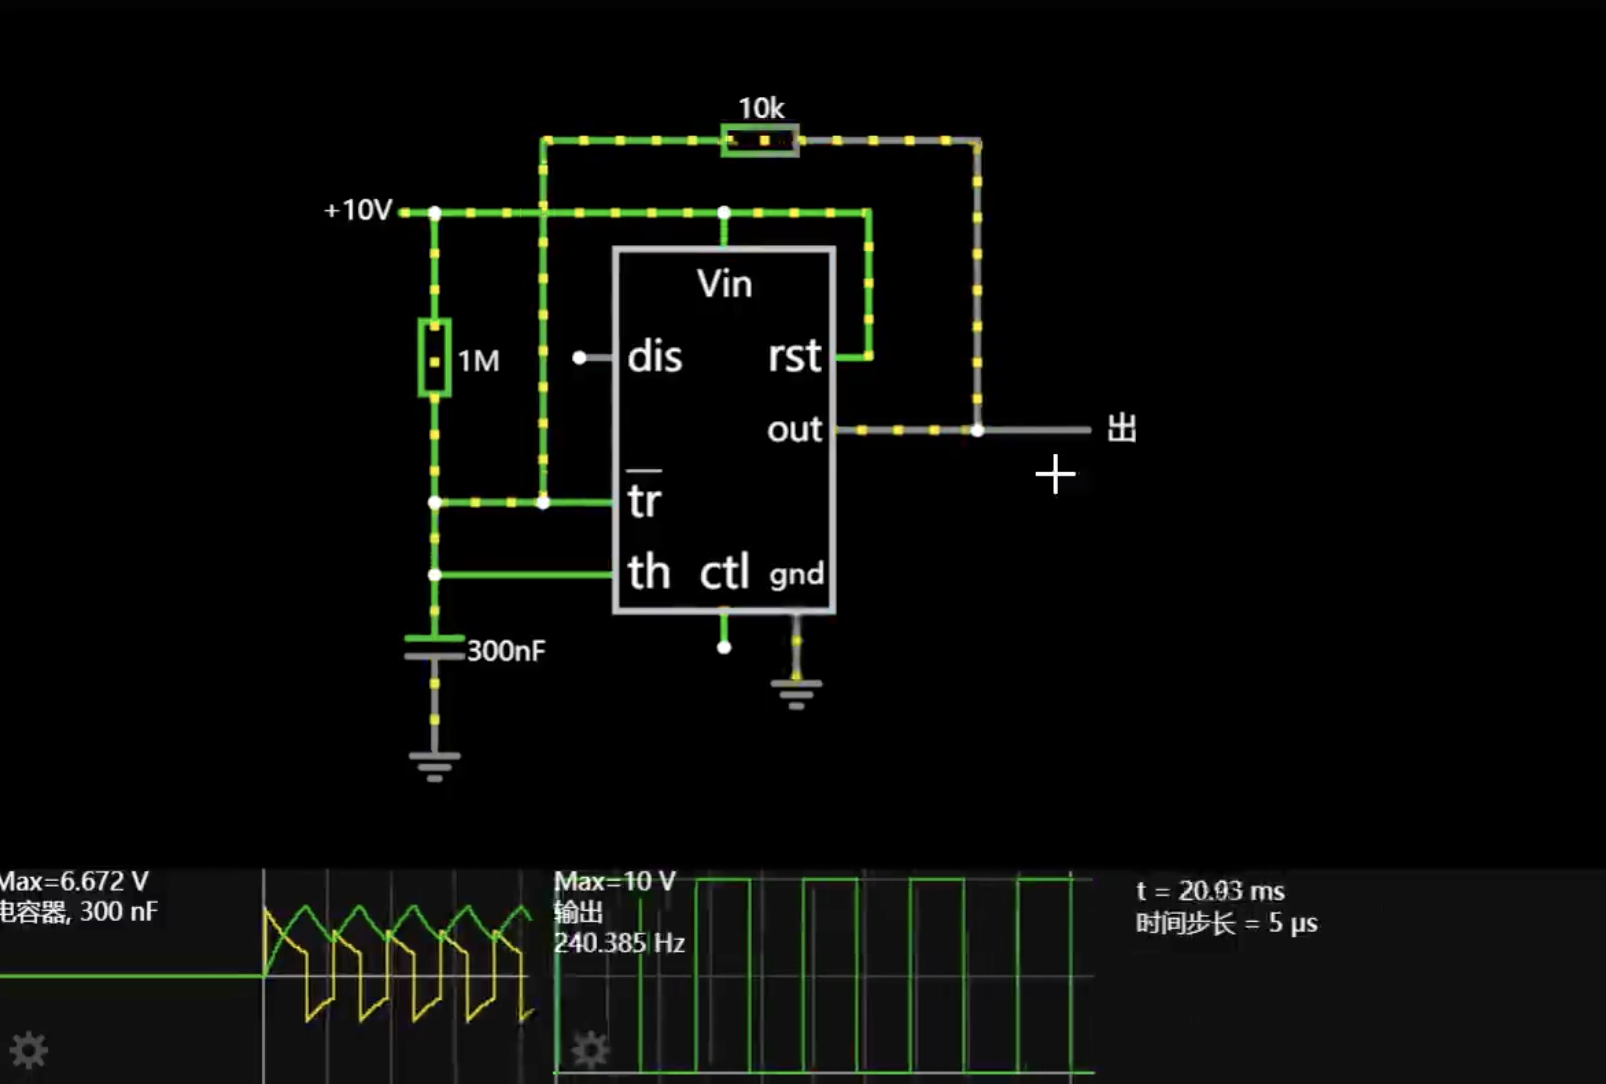 10k
+10V
Vin
1M
dis
rst
out
出
tr
th
ctl
gnd
300nF
Max=6.672 V
电容器, 300 nF
Max=10 V
输出
240.385 Hz
t = 20.93 ms
时间步长 = 5 µs